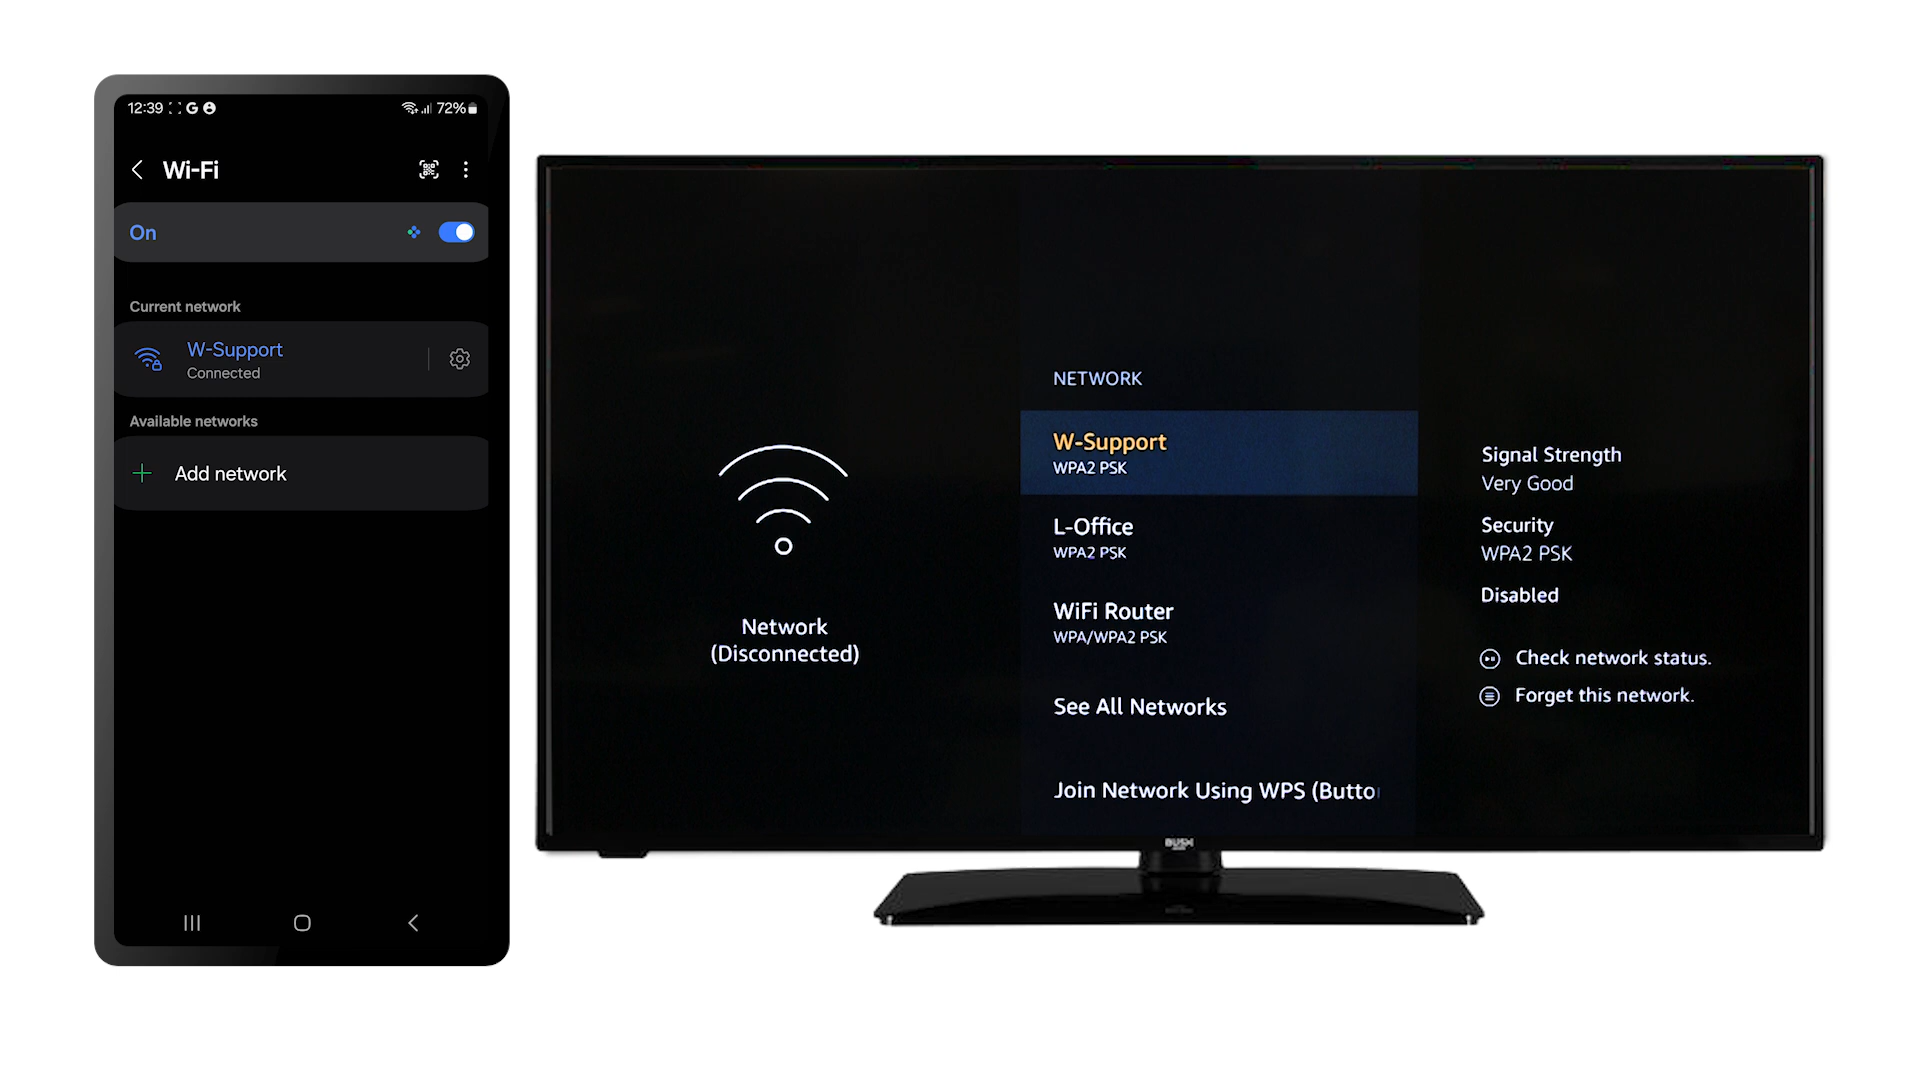 12:39 G 72%
Wi-Fi
On
Current network
W-Support
Connected
Available networks
Add network
Network
(Disconnected)
NETWORK
W-Support
WPA2 PSK
L-Office
WPA2 PSK
WiFi Router
WPA/WPA2 PSK
See All Networks
Join Network Using WPS (Butto
Signal Strength
Very Good
Security
WPA2 PSK
Disabled
Check network status.
Forget this network.
BUSH